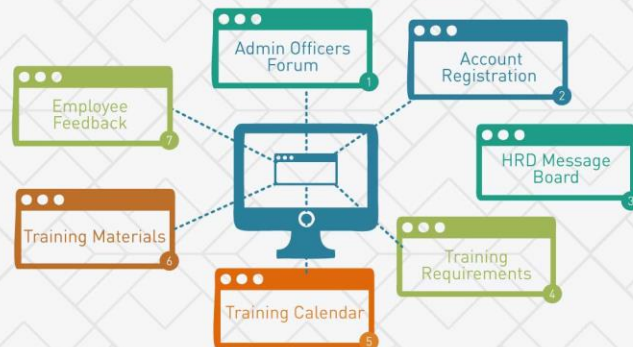 Admin Officers
Forum
1
Account
Registration
2
HRD Message
Board
3
Training
Requirements
4
Training Calendar
5
Training Materials
6
Employee
Feedback
7